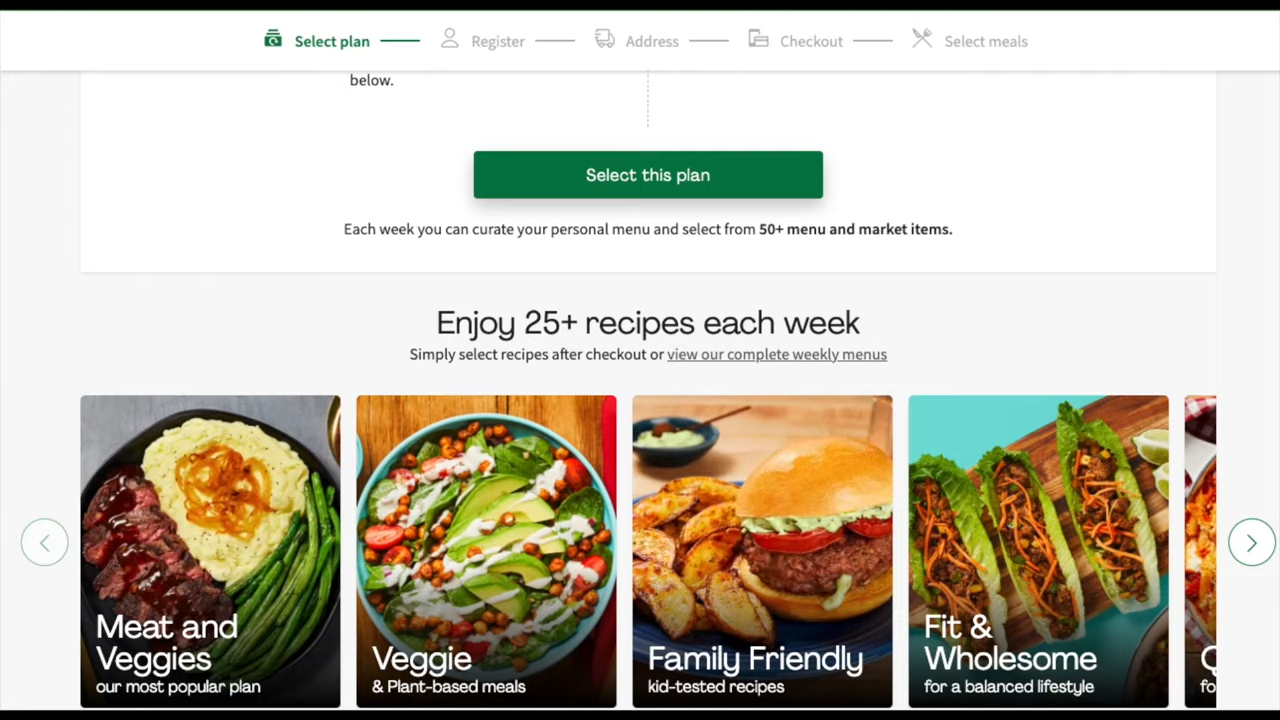 Select plan
Register
Address
Checkout
Select meals
below.
Select this plan
Each week you can curate your personal menu and select from 50+ menu and market items.
Enjoy 25+ recipes each week
Simply select recipes after checkout or view our complete weekly menus
Meat and
Veggies
our most popular plan
Veggie
& Plant-based meals
Family Friendly
kid-tested recipes
Fit &
Wholesome
for a balanced lifestyle